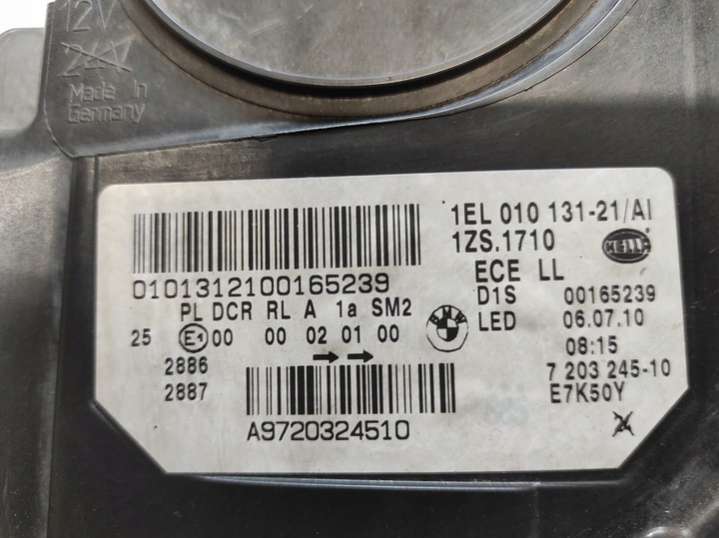 12V
24V
Made In
Germany
1EL 010 131-21/AI
1ZS.1710
HELLA
0101312100165239
ECE LL
PL DCR RL A 1a SM2
D1S 00165239
25 E1 00 00 02 01 00
BMW
LED 06.07.10
2886
08:15
2887
7 203 245-10
E7K50Y
A9720324510